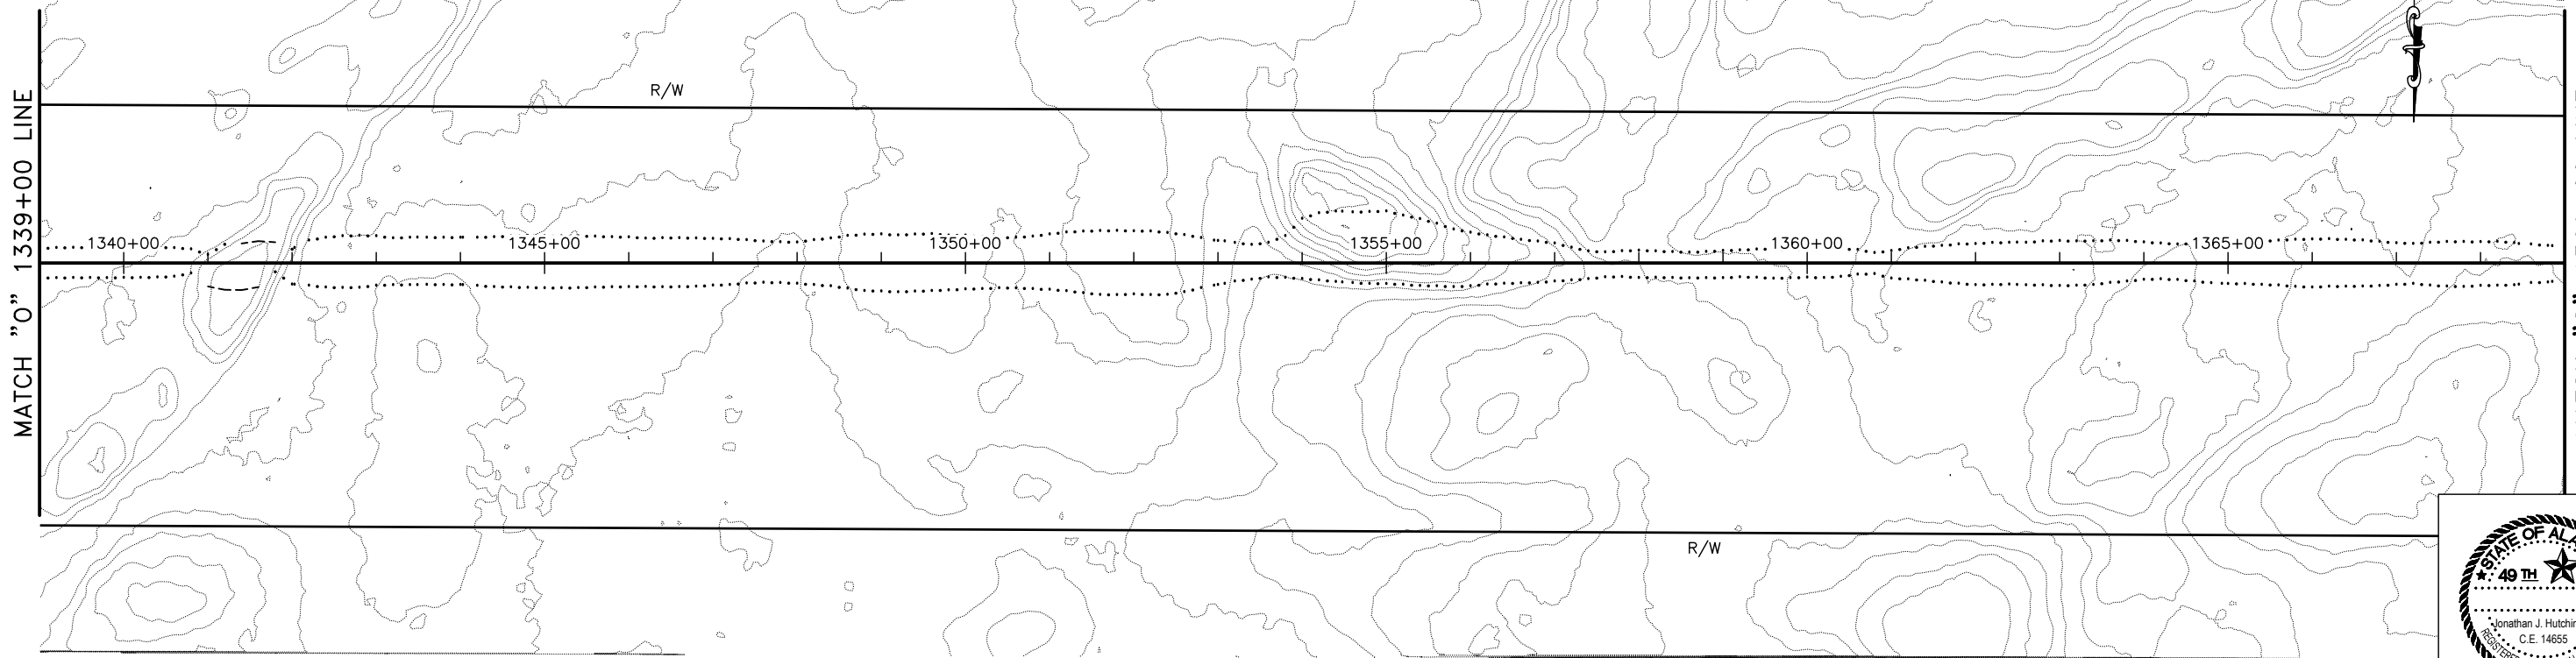 MATCH "O" 1339+00 LINE
R/W
1340+00
1345+00
1350+00
1355+00
1360+00
1365+00
R/W
STATE OF AL
49 TH
Jonathan J. Hutchin
C.E. 14655
REGISTERE